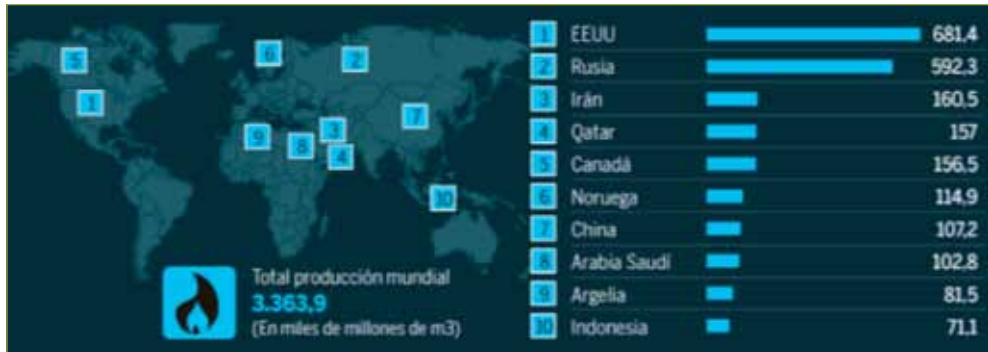 5
6
2
1
7
3
9
8
4
10
Total producción mundial
3.363,9
(En miles de millones de m3)
1 EEUU 681,4
2 Rusia 592,3
3 Irán 160,5
4 Qatar 157
5 Canadá 156,5
6 Noruega 114,9
7 China 107,2
8 Arabia Saudí 102,8
9 Argelia 81,5
10 Indonesia 71,1